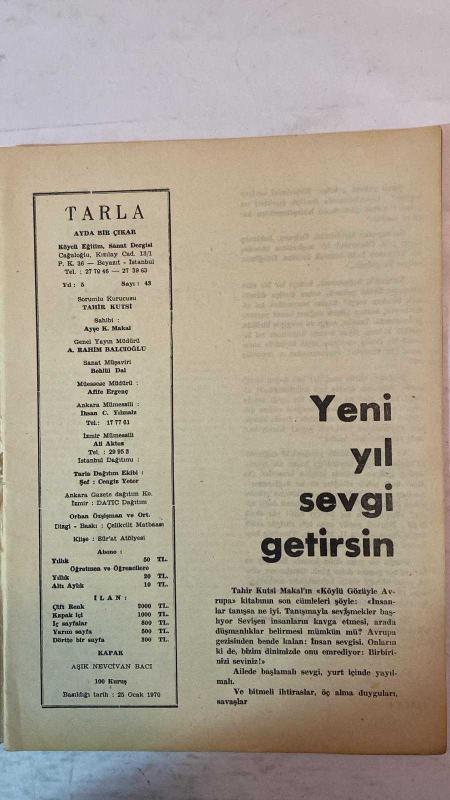 TARLA
AYDA BİR ÇIKAR
Köycü Eğitim, Sanat Dergisi
Cağaloğlu, Kızılay Cad. 13/1
P. K. 36 — Beyazıt - İstanbul
Tel. : 27 79 46 — 27 39 63
Yıl : 5 Sayı : 43
Sorumlu Kurucusu
TAHİR KUTSİ
Sahibi :
Ayşe K. Makal
Genel Yayın Müdürü
A. RAHİM BALCIOĞLU
Sanat Müşaviri
Behlül Dal
Müessese Müdürü :
Afife Ergenç
Ankara Mümessili :
İhsan C. Yılmaz
Tel.: 17 77 61
İzmir Mümessili
Ali Aktaş
Tel. : 29 95 3
İstanbul Dağıtımı :
Tarla Dağıtım Ekibi :
Şef : Cengiz Yeter
Ankara Gazete dağıtım Ko.
İzmir : DATİÇ Dağıtım
Orhan Özşişman ve Ort.
Dizgi - Baskı : Çelikcilt Matbaası
Klişe : Sür'at Atölyesi
Abone :
Yıllık 50 TL.
Öğretmen ve Öğrencilere
Yıllık 20 TL.
Altı Aylık 10 TL.
İLAN :
Çift Renk 2000 TL.
Kapak içi 1000 TL.
İç sayfalar 800 TL.
Yarım sayfa 500 TL.
Dörtte bir sayfa 300 TL.
KAPAK
AŞIK NEVCİVAN BACI
100 Kuruş
Basıldığı tarih : 25 Ocak 1970
Yeni
yıl
sevgi
getirsin
Tahir Kutsi Makal'ın «Köylü Gözüyle Av-
rupa» kitabının son cümleleri şöyle: «İnsan-
lar tanışsa ne iyi. Tanışmayla sevişmekler baş-
lıyor Sevişen insanların kavga etmesi, arada
düşmanlıklar belirmesi mümkün mü? Avrupa
gezisinden bende kalan: İnsan sevgisi. Onların
ki de, bizim dinimizde onu emrediyor: Birbiri-
nizi seviniz!»
Ailede başlamalı sevgi, yurt içinde yayıl-
malı.
Ve bitmeli ihtiraslar, öç alma duyguları,
savaşlar